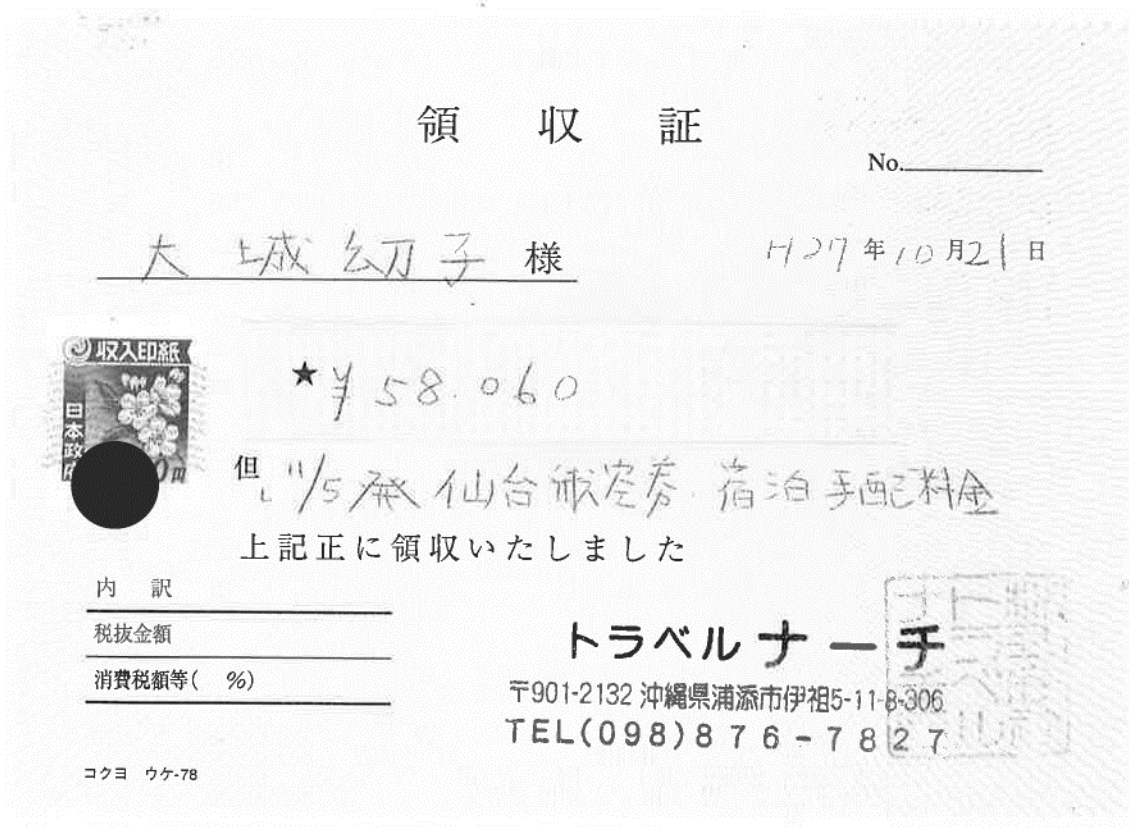 領収証
No.
大城幼子 様
H27年10月21日
収入印紙
日本政府
★¥58.060
但し 11/5発 仙台航空券・宿泊手配料金
上記正に領収いたしました
内訳
税抜金額
消費税額等( %)
トラベルナーチ
〒901-2132 沖縄県浦添市伊祖5-11-8-306
TEL(098)876-7827
コクヨ ウケ-78